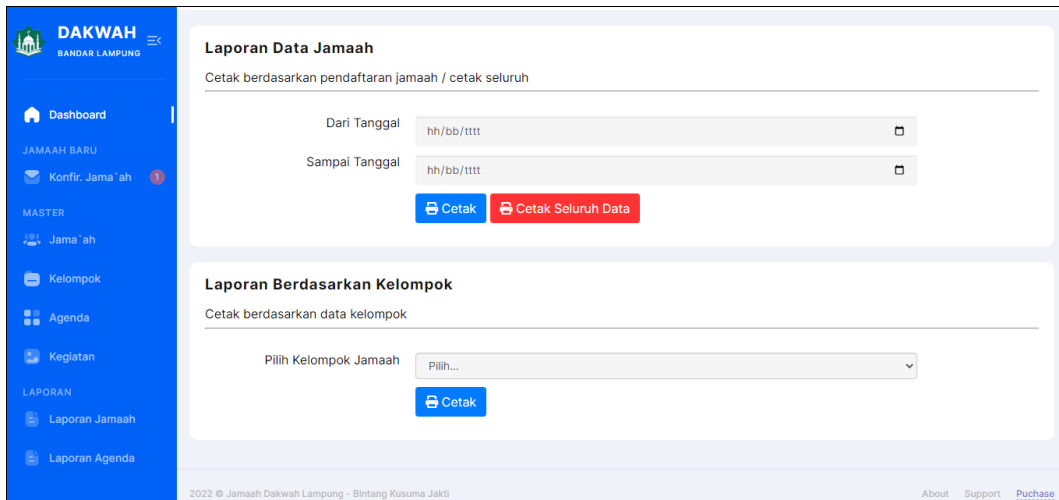 DAKWAH
BANDAR LAMPUNG
Dashboard
JAMAAH BARU
Konfir. Jama`ah 1
MASTER
Jama`ah
Kelompok
Agenda
Kegiatan
LAPORAN
Laporan Jamaah
Laporan Agenda
Laporan Data Jamaah
Cetak berdasarkan pendaftaran jamaah / cetak seluruh
Dari Tanggal hh/bb/tttt
Sampai Tanggal hh/bb/tttt
Cetak Cetak Seluruh Data
Laporan Berdasarkan Kelompok
Cetak berdasarkan data kelompok
Pilih Kelompok Jamaah Pilih...
Cetak
2022 © Jamaah Dakwah Lampung - Bintang Kusuma Jakti About Support Puchase